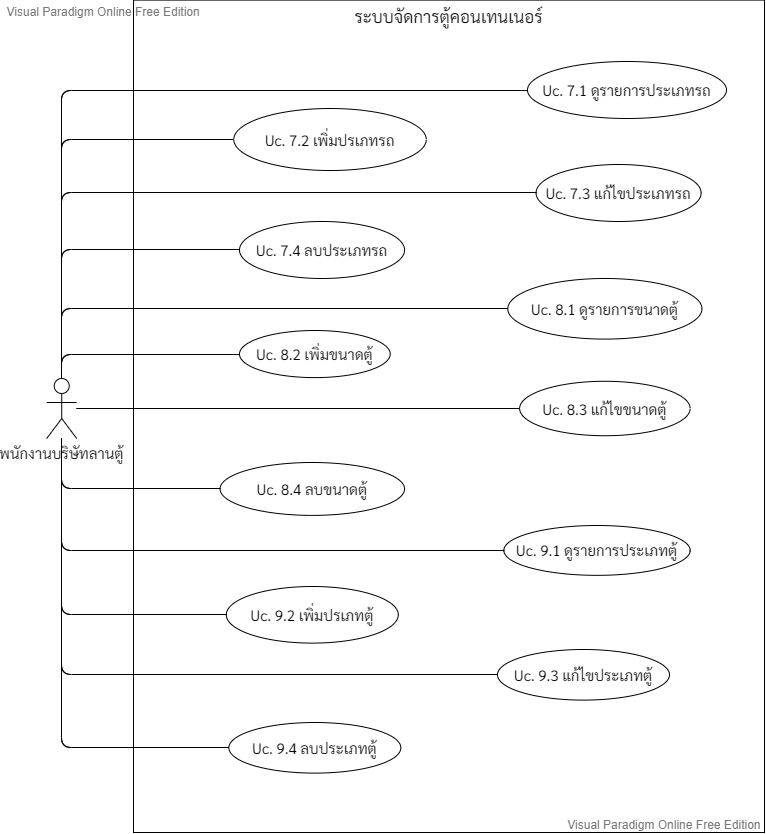 Visual Paradigm Online Free Edition
ระบบจัดการตู้คอนเทนเนอร์
Uc. 7.1 ดูรายการประเภทรถ
Uc. 7.2 เพิ่มปรเภทรถ
Uc. 7.3 แก้ไขประเภทรถ
Uc. 7.4 ลบประเภทรถ
Uc. 8.1 ดูรายการขนาดตู้
Uc. 8.2 เพิ่มขนาดตู้
Uc. 8.3 แก้ไขขนาดตู้
พนักงานบริษัทลานตู้
Uc. 8.4 ลบขนาดตู้
Uc. 9.1 ดูรายการประเภทตู้
Uc. 9.2 เพิ่มปรเภทตู้
Uc. 9.3 แก้ไขประเภทตู้
Uc. 9.4 ลบประเภทตู้
Visual Paradigm Online Free Edition